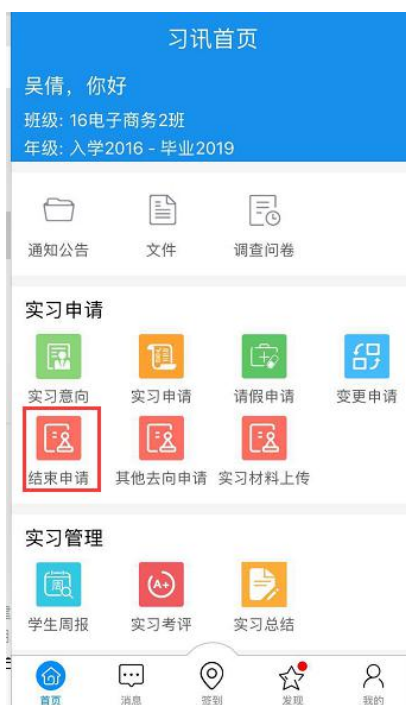 习讯首页
吴倩，你好
班级: 16电子商务2班
年级: 入学2016 - 毕业2019
通知公告 文件 调查问卷
实习申请
实习意向 实习申请 请假申请 变更申请
结束申请 其他去向申请 实习材料上传
实习管理
周 A+
学生周报 实习考评 实习总结
首页 消息 签到 发现 我的